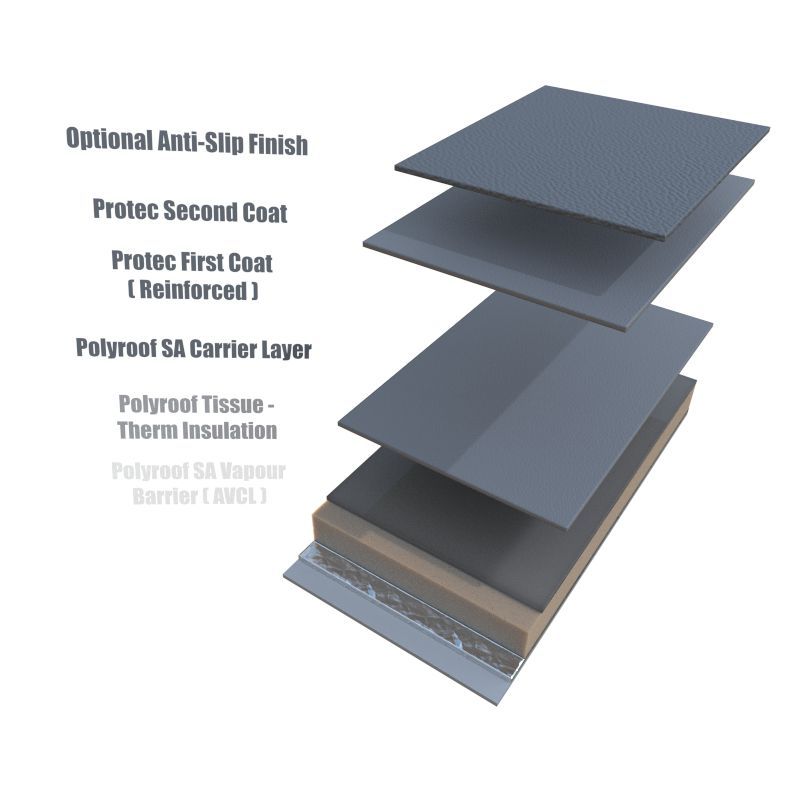 Optional Anti-Slip Finish
Protec Second Coat
Protec First Coat
( Reinforced )
Polyroof SA Carrier Layer
Polyroof Tissue -
Therm Insulation
Polyroof SA Vapour
Barrier ( AVCL )